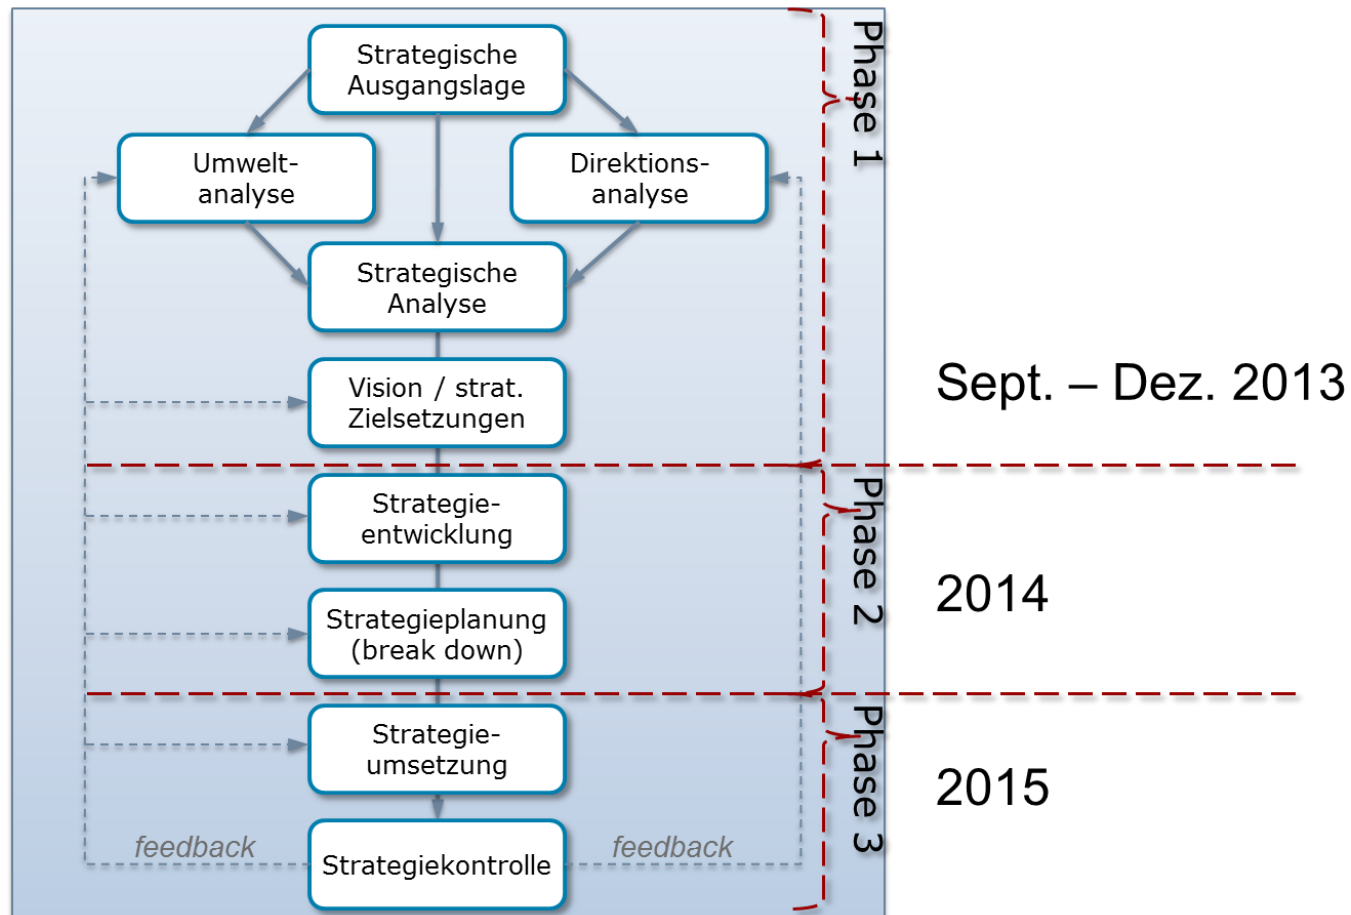 Strategische
Ausgangslage
Phase 1
Umwelt-
analyse
Direktions-
analyse
Strategische
Analyse
Vision / strat.
Zielsetzungen
Sept. – Dez. 2013
Strategie-
entwicklung
Phase 2
2014
Strategieplanung
(break down)
Strategie-
umsetzung
Phase 3
2015
feedback
Strategiekontrolle
feedback